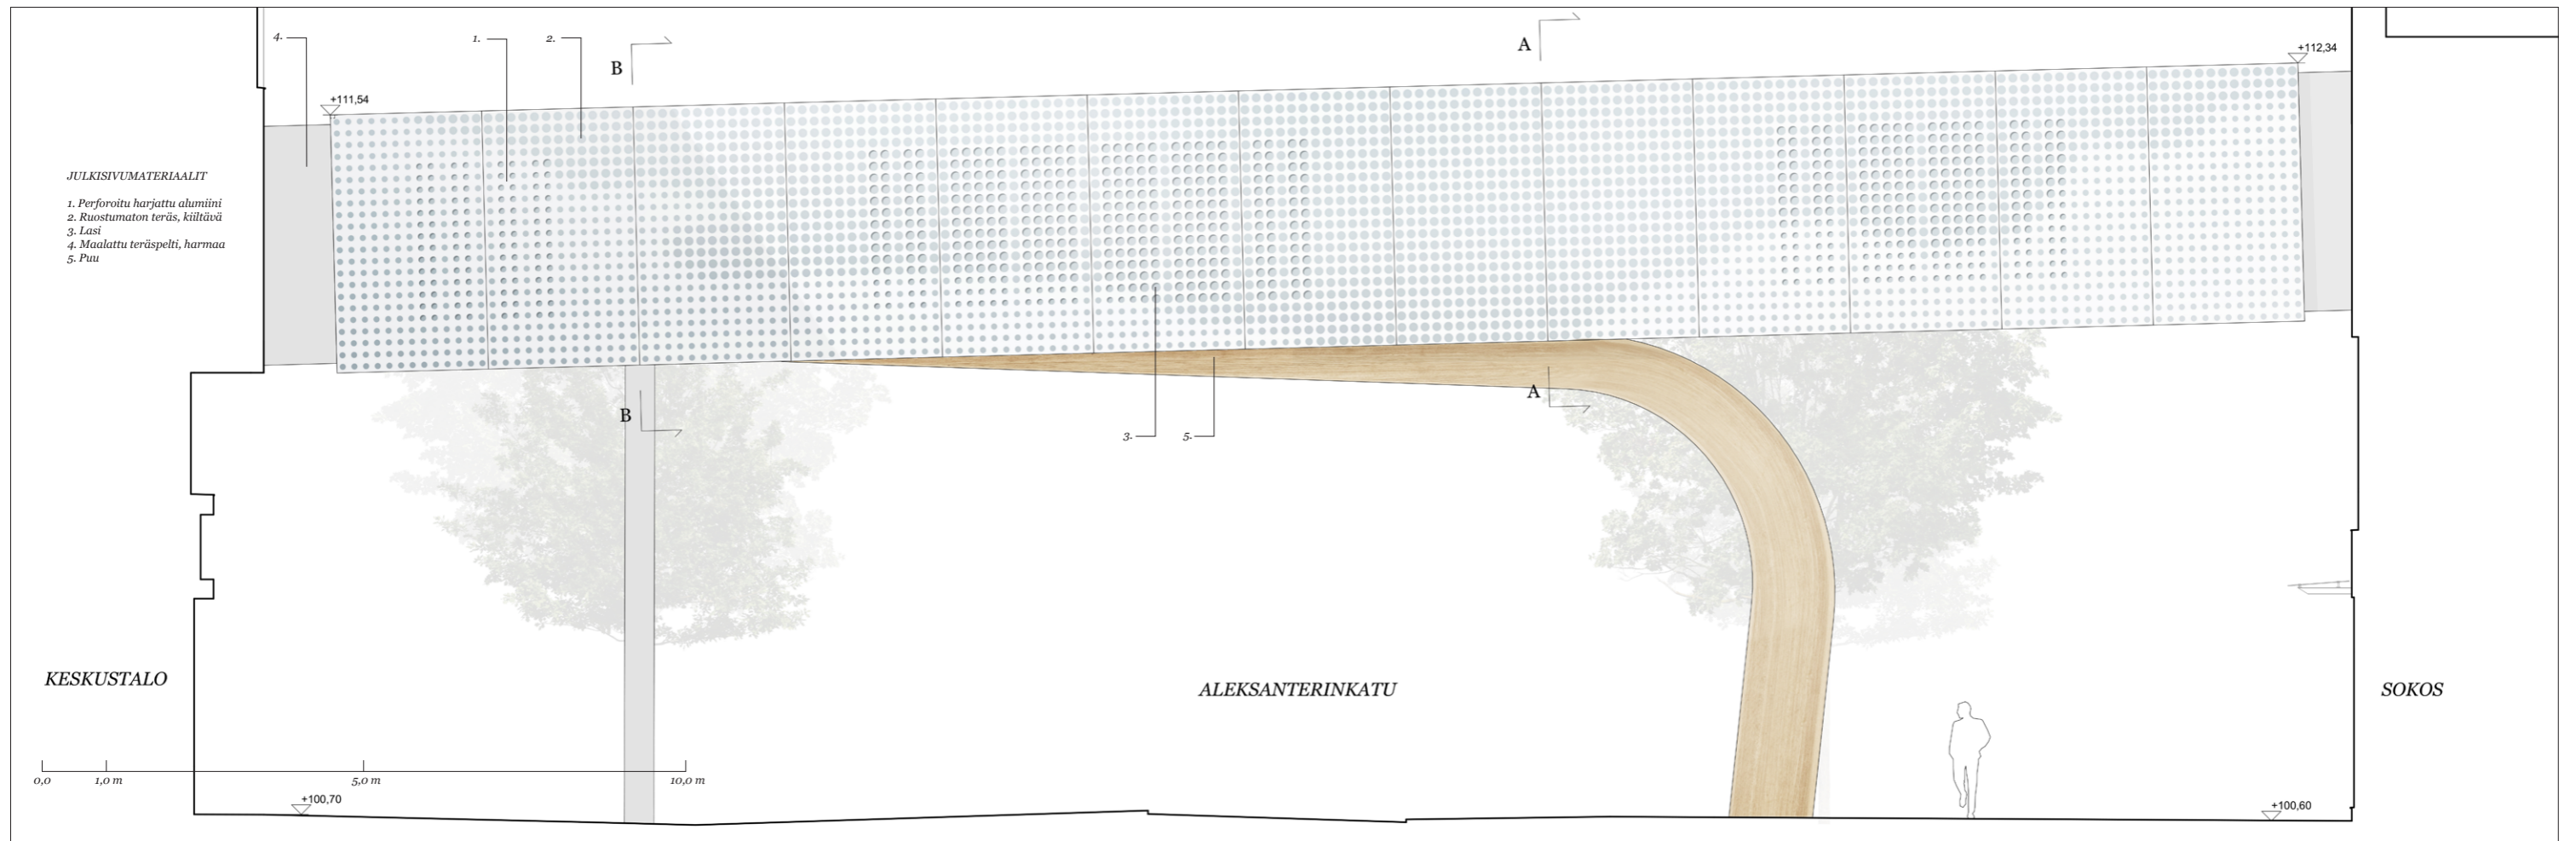 4.
1.
2.
B
A
+112,34
+111,54
JULKISIVUMATERIAALIT
1. Perforoitu harjattu alumiini
2. Ruostumaton teräs, kiiltävä
3. Lasi
4. Maalattu teräspelti, harmaa
5. Puu
B
A
3.
5.
KESKUSTALO
ALEKSANTERINKATU
SOKOS
0,0
1,0 m
5,0 m
10,0 m
+100,70
+100,60